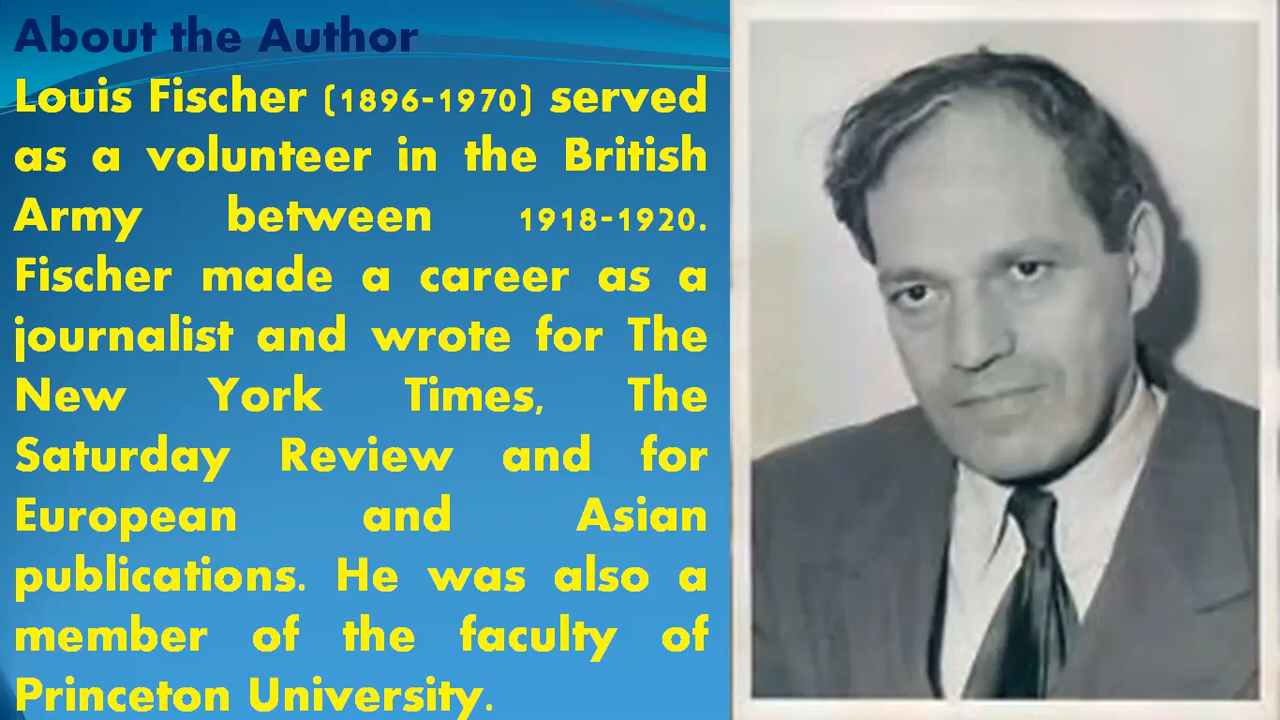 About the Author
Louis Fischer (1896-1970) served
as a volunteer in the British
Army between 1918-1920.
Fischer made a career as a
journalist and wrote for The
New York Times, The
Saturday Review and for
European and Asian
publications. He was also a
member of the faculty of
Princeton University.